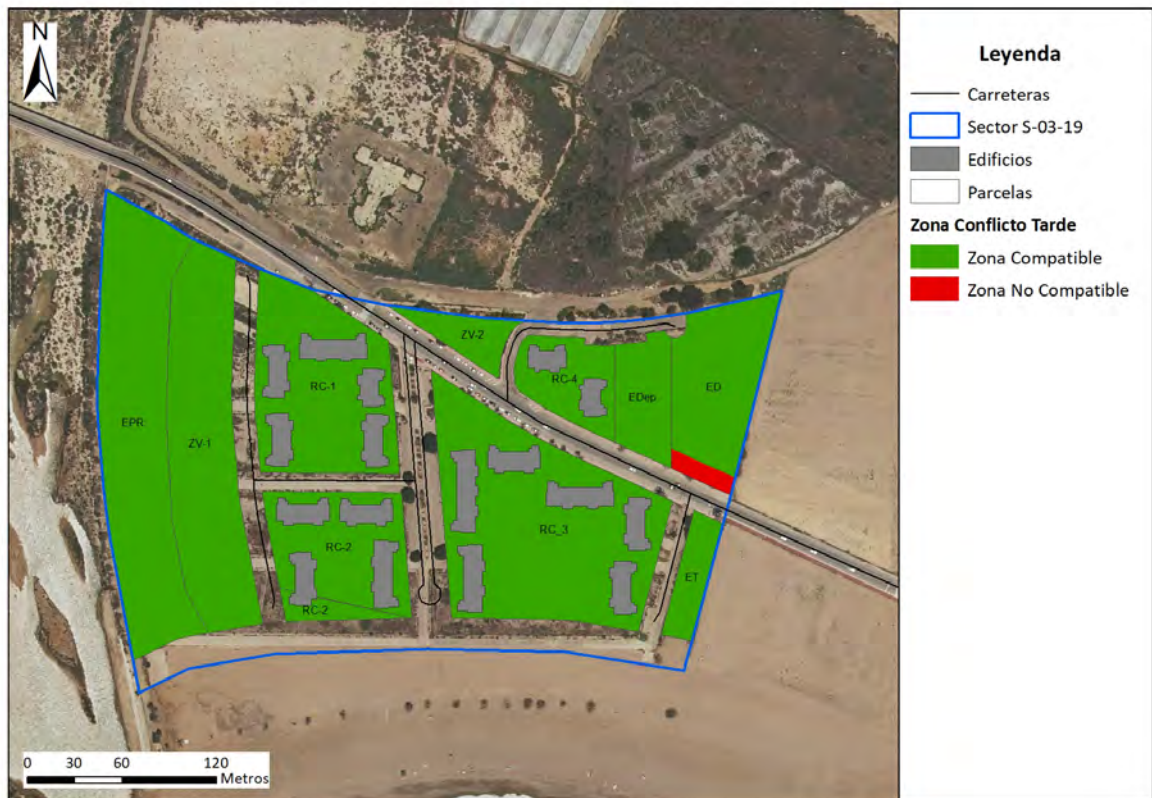 N
Leyenda
Carreteras
Sector S-03-19
Edificios
Parcelas
Zona Conflicto Tarde
Zona Compatible
Zona No Compatible
ZV-2
RC-1
RC-4
EDep.
ED
EPR
ZV-1
RC_3
RC-2
ET
RC-2
0 30 60 120
Metros